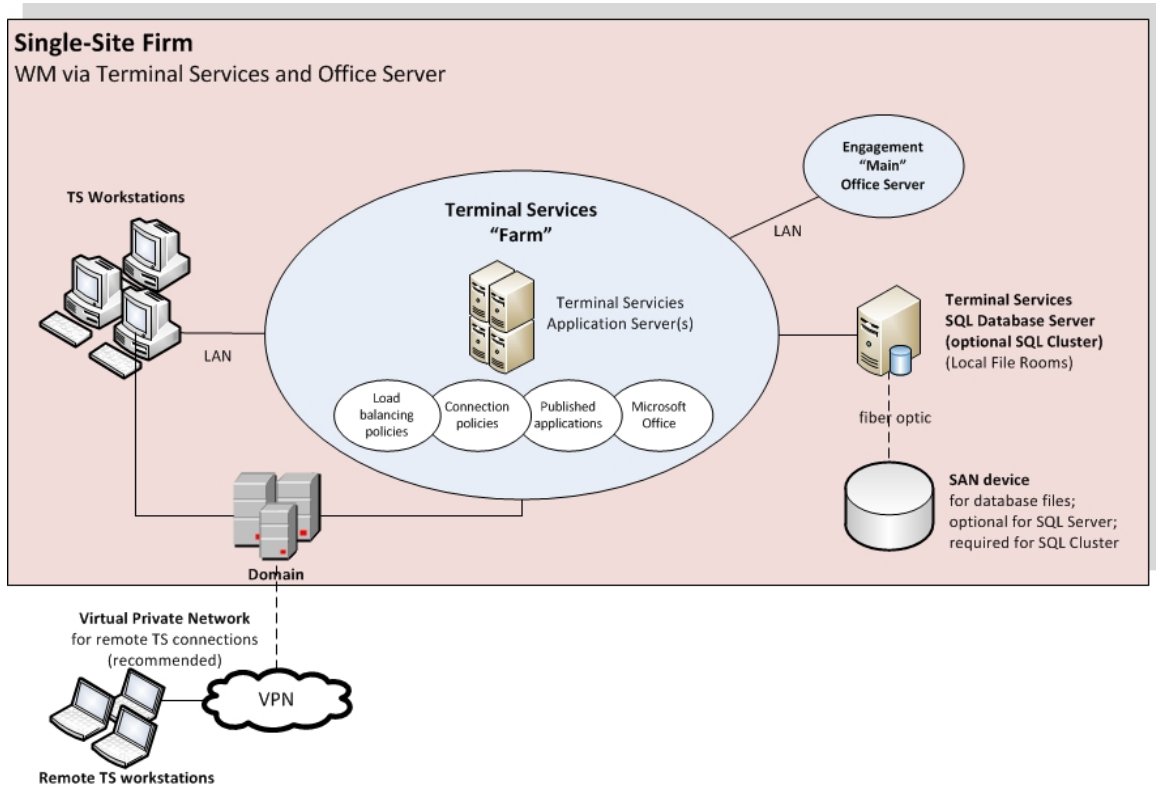 Single-Site Firm
WM via Terminal Services and Office Server
Engagement
"Main"
Office Server
TS Workstations
Terminal Services
"Farm"
LAN
Terminal Servicies
Application Server(s)
Terminal Services
SQL Database Server
(optional SQL Cluster)
(Local File Rooms)
LAN
Load
balancing
policies
Connection
policies
Published
applications
Microsoft
Office
fiber optic
SAN device
for database files;
optional for SQL Server;
required for SQL Cluster
Domain
Virtual Private Network
for remote TS connections
(recommended)
VPN
Remote TS workstations